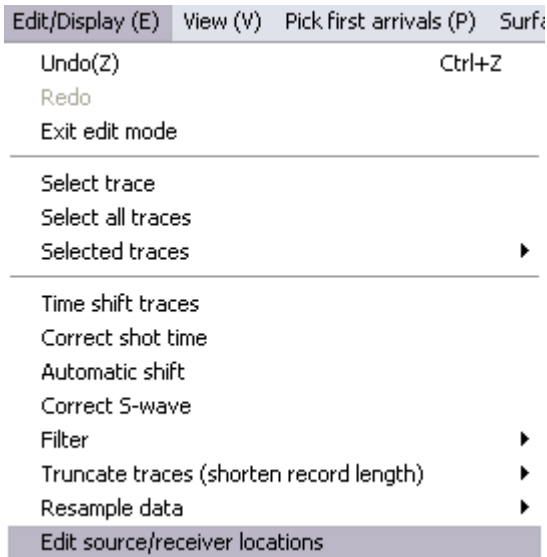 Edit/Display (E) View (V) Pick first arrivals (P)
Undo(Z) Ctrl+Z
Redo
Exit edit mode
Select trace
Select all traces
Selected traces
Time shift traces
Correct shot time
Automatic shift
Correct S-wave
Filter
Truncate traces (shorten record length)
Resample data
Edit source/receiver locations